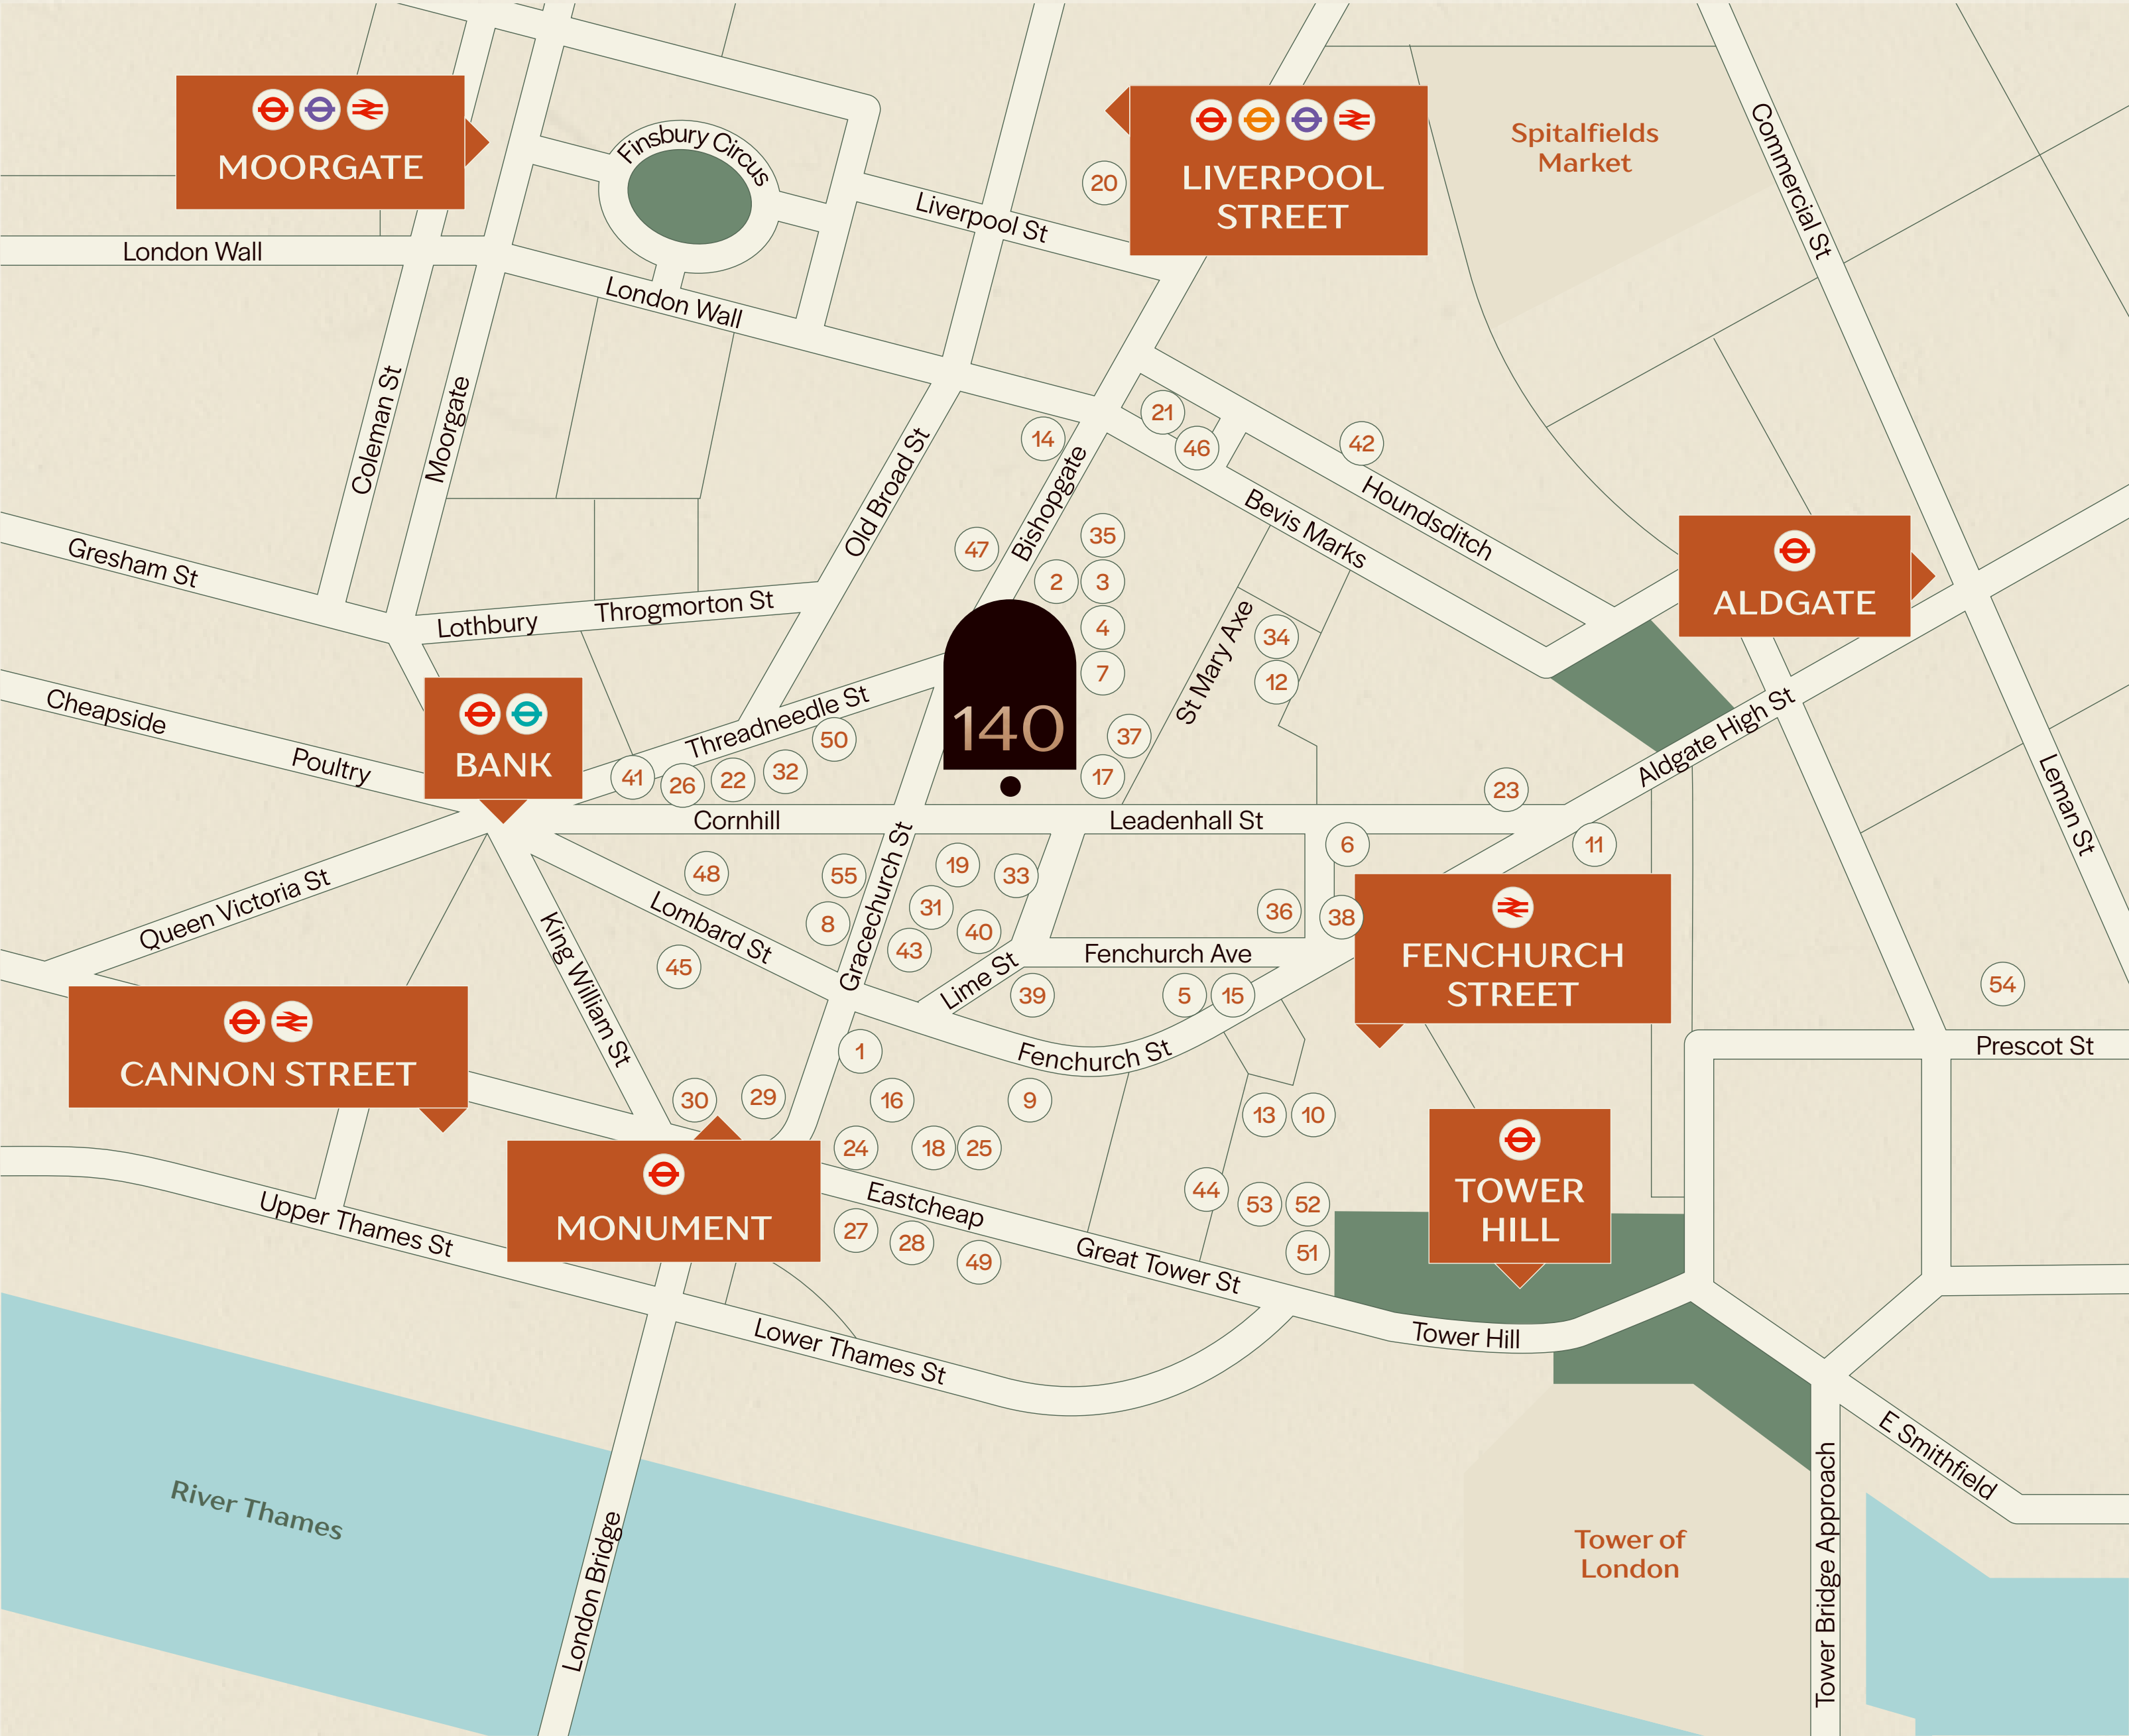 MOORGATE
LIVERPOOL
STREET
Spitalfields
Market
Commercial St
Finsbury Circus
20
Liverpool St
London Wall
London Wall
Coleman St
Moorgate
Old Broad St
14
Bishopgate
21
46
42
Houndsditch
Bevis Marks
Gresham St
47
35
2
3
4
7
ALDGATE
Lothbury
Throgmorton St
St Mary Axe
34
12
Cheapside
Poultry
BANK
Threadneedle St
50
41
26
22
32
140
37
17
Aldgate High St
23
Leman St
Cornhill
Leadenhall St
6
11
Queen Victoria St
48
55
Gracechurch St
19
33
Lombard St
8
31
40
43
36
38
FENCHURCH
STREET
King William St
45
Lime St
Fenchurch Ave
39
5
15
54
CANNON STREET
1
Fenchurch St
Prescot St
30
29
16
9
13
10
24
18
25
MONUMENT
Eastcheap
44
53
52
51
TOWER
HILL
27
28
49
Upper Thames St
Great Tower St
Lower Thames St
Tower Hill
River Thames
London Bridge
Tower of
London
E Smithfield
Tower Bridge Approach